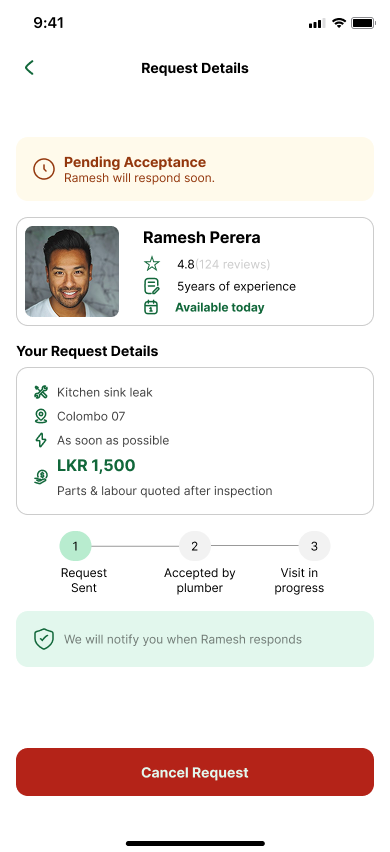 9:41
Request Details
Pending Acceptance
Ramesh will respond soon.
Ramesh Perera
4.8(124 reviews)
5years of experience
Available today
Your Request Details
Kitchen sink leak
Colombo 07
As soon as possible
LKR 1,500
Parts & labour quoted after inspection
1
2
3
Request
Sent
Accepted by
plumber
Visit in
progress
We will notify you when Ramesh responds
Cancel Request